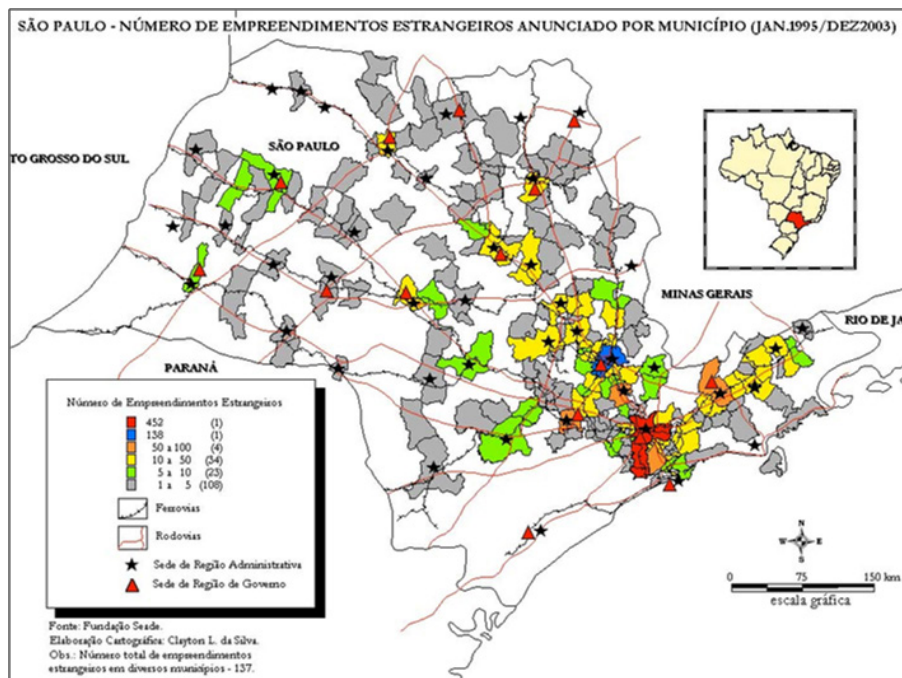 SÃO PAULO - NÚMERO DE EMPREENDIMENTOS ESTRANGEIROS ANUNCIADO POR MUNICÍPIO (JAN.1995/DEZ2003)
TO GROSSO DO SUL
SÃO PAULO
MINAS GERAIS
RIO DE JA
PARANÁ
Número de Empreendimentos Estrangeiros
452 (1)
138 (1)
50 a 100 (4)
10 a 50 (34)
5 a 10 (23)
1 a 5 (108)
Ferrovias
Rodovias
Sede de Região Administrativa
Sede de Região de Governo
N
W E
S
0 75 150 km
escala gráfica
Fonte: Fundação Seade.
Elaboração Cartográfica: Clayton L. da Silva.
Obs.: Número total de empreendimentos
estrangeiros em diversos municípios - 137.